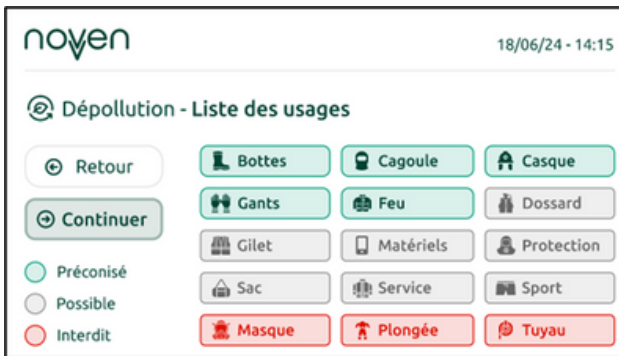 noven
18/06/24 - 14:15
Dépollution - Liste des usages
Retour
Continuer
Préconisé
Possible
Interdit
Bottes
Cagoule
Casque
Gants
Feu
Dossard
Gilet
Matériels
Protection
Sac
Service
Sport
Masque
Plongée
Tuyau